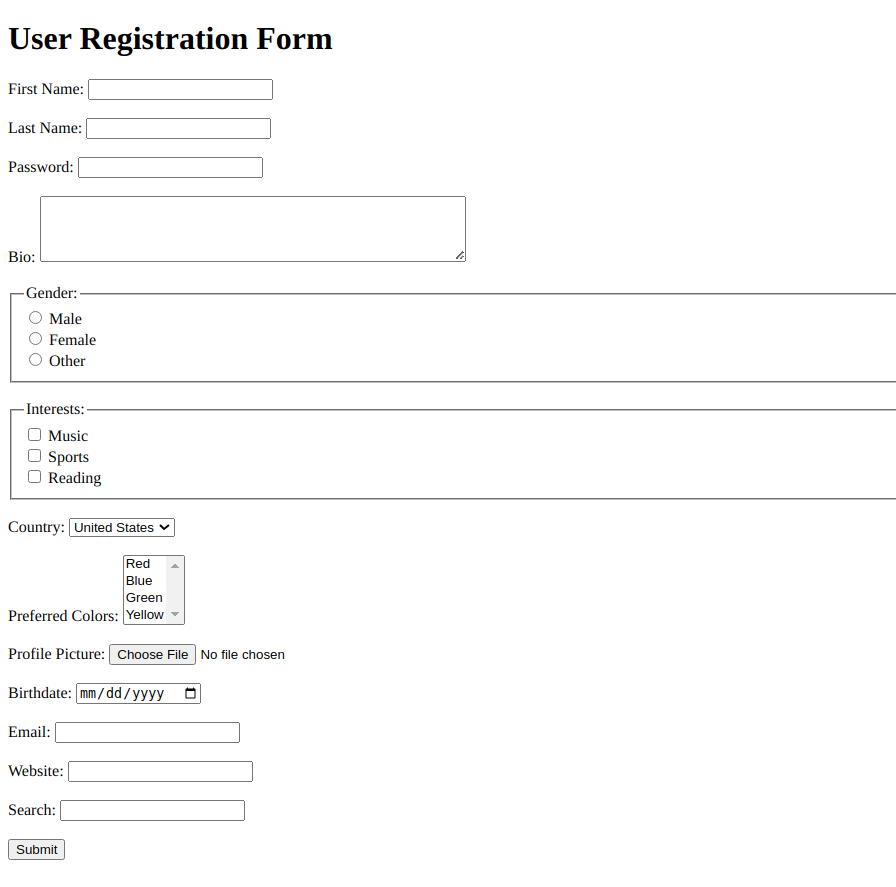 User Registration Form
First Name:
Last Name:
Password:
Bio:
Gender:
Male
Female
Other
Interests:
Music
Sports
Reading
Country: United States
Red
Blue
Green
Preferred Colors: Yellow
Profile Picture: Choose File No file chosen
Birthdate: mm/dd/yyyy
Email:
Website:
Search:
Submit